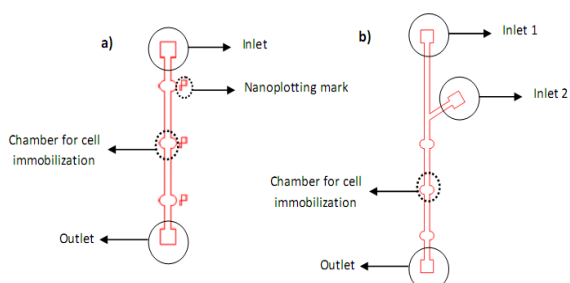 a)
Inlet
Nanoplotting mark
Chamber for cell
immobilization
Outlet
b)
Inlet 1
Inlet 2
Chamber for cell
immobilization
Outlet